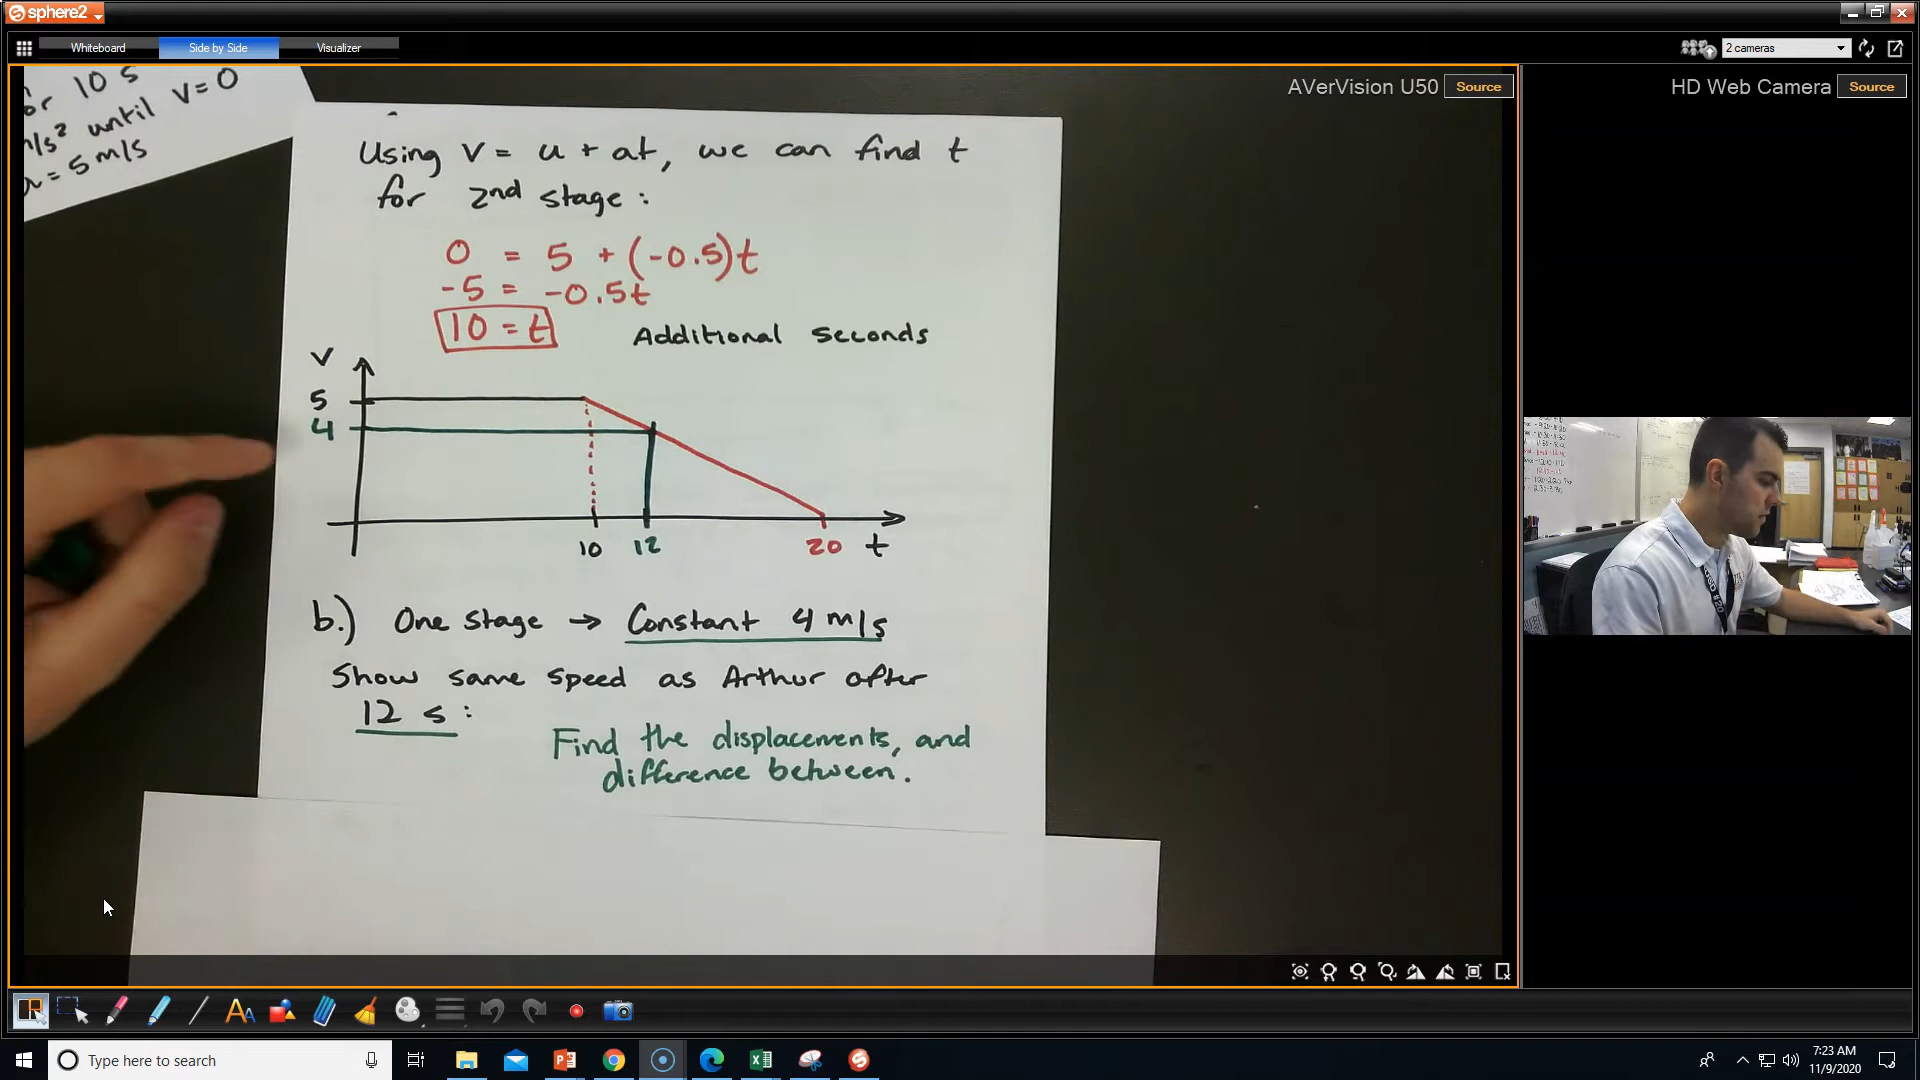 sphere2
Whiteboard
Side by Side
Visualizer
2 cameras
AVerVision U50
Source
HD Web Camera
Source
10 s
until v=0
= 5 m/s
Using v = u + at, we can find t
for 2nd stage:
0 = 5 + (-0.5)t
-5 = -0.5t
10 = t
Additional seconds
v
5
4
10
12
20
t
b.) One stage → Constant 4 m/s
Show same speed as Arthur after
12 s:
Find the displacements, and
difference between.
Type here to search
7:23 AM
11/9/2020